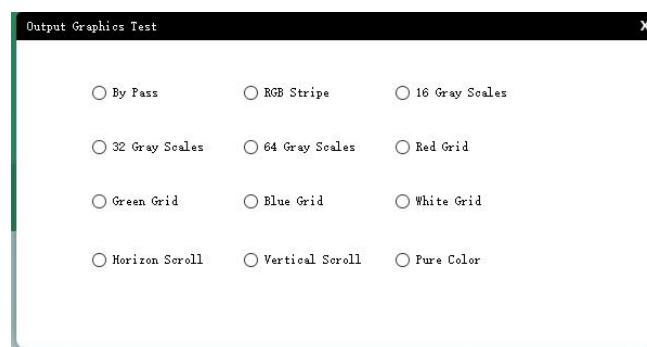 Output Graphics Test X
By Pass RGB Stripe 16 Gray Scales
32 Gray Scales 64 Gray Scales Red Grid
Green Grid Blue Grid White Grid
Horizon Scroll Vertical Scroll Pure Color